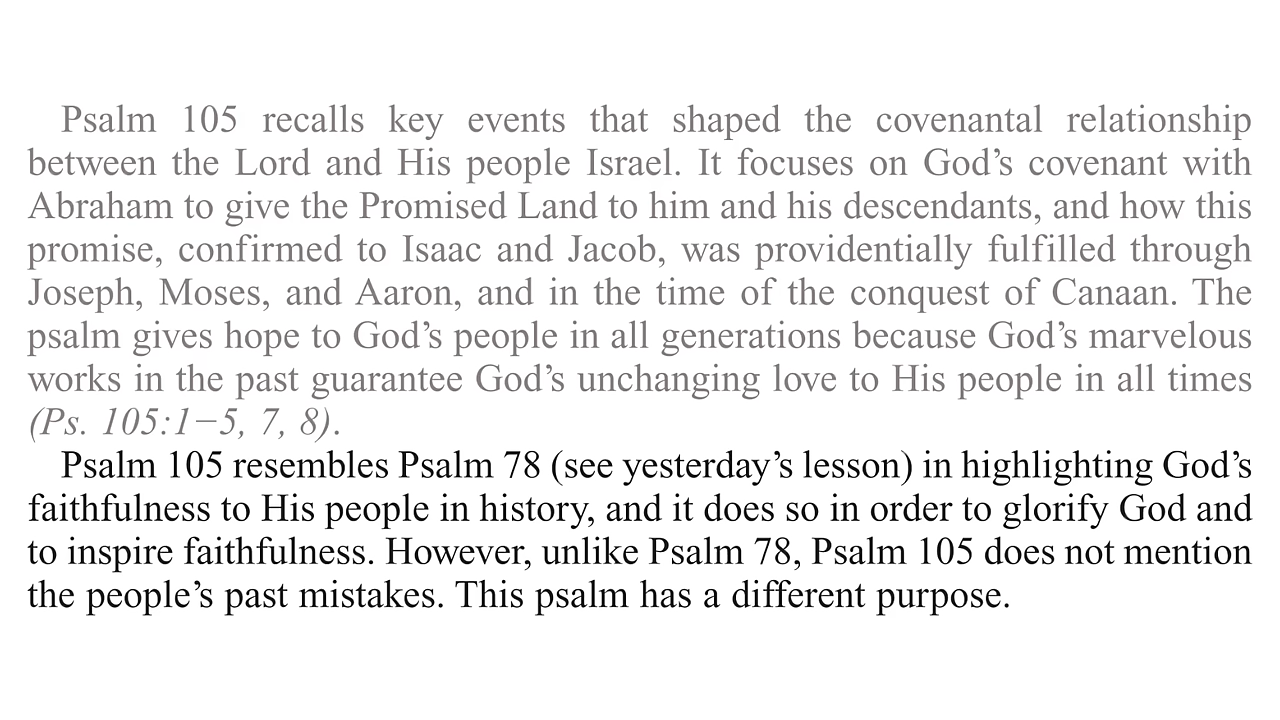 Psalm 105 recalls key events that shaped the covenantal relationship
between the Lord and His people Israel. It focuses on God’s covenant with
Abraham to give the Promised Land to him and his descendants, and how this
promise, confirmed to Isaac and Jacob, was providentially fulfilled through
Joseph, Moses, and Aaron, and in the time of the conquest of Canaan. The
psalm gives hope to God’s people in all generations because God’s marvelous
works in the past guarantee God’s unchanging love to His people in all times
(Ps. 105:1–5, 7, 8).
Psalm 105 resembles Psalm 78 (see yesterday’s lesson) in highlighting God’s
faithfulness to His people in history, and it does so in order to glorify God and
to inspire faithfulness. However, unlike Psalm 78, Psalm 105 does not mention
the people’s past mistakes. This psalm has a different purpose.